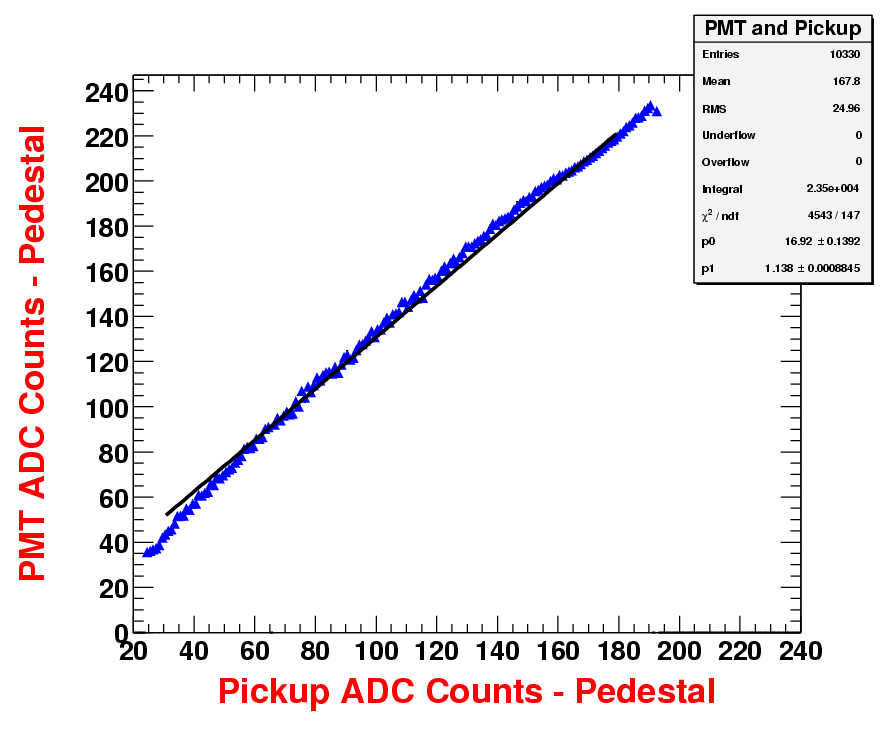 PMT and Pickup
Entries 10330
Mean 167.8
RMS 24.96
Underflow 0
Overflow 0
Integral 2.35e+004
χ² / ndf 4543 / 147
p0 16.92 ± 0.1392
p1 1.138 ± 0.0008845
PMT ADC Counts - Pedestal
240
220
200
180
160
140
120
100
80
60
40
20
0
20 40 60 80 100 120 140 160 180 200 220 240
Pickup ADC Counts - Pedestal